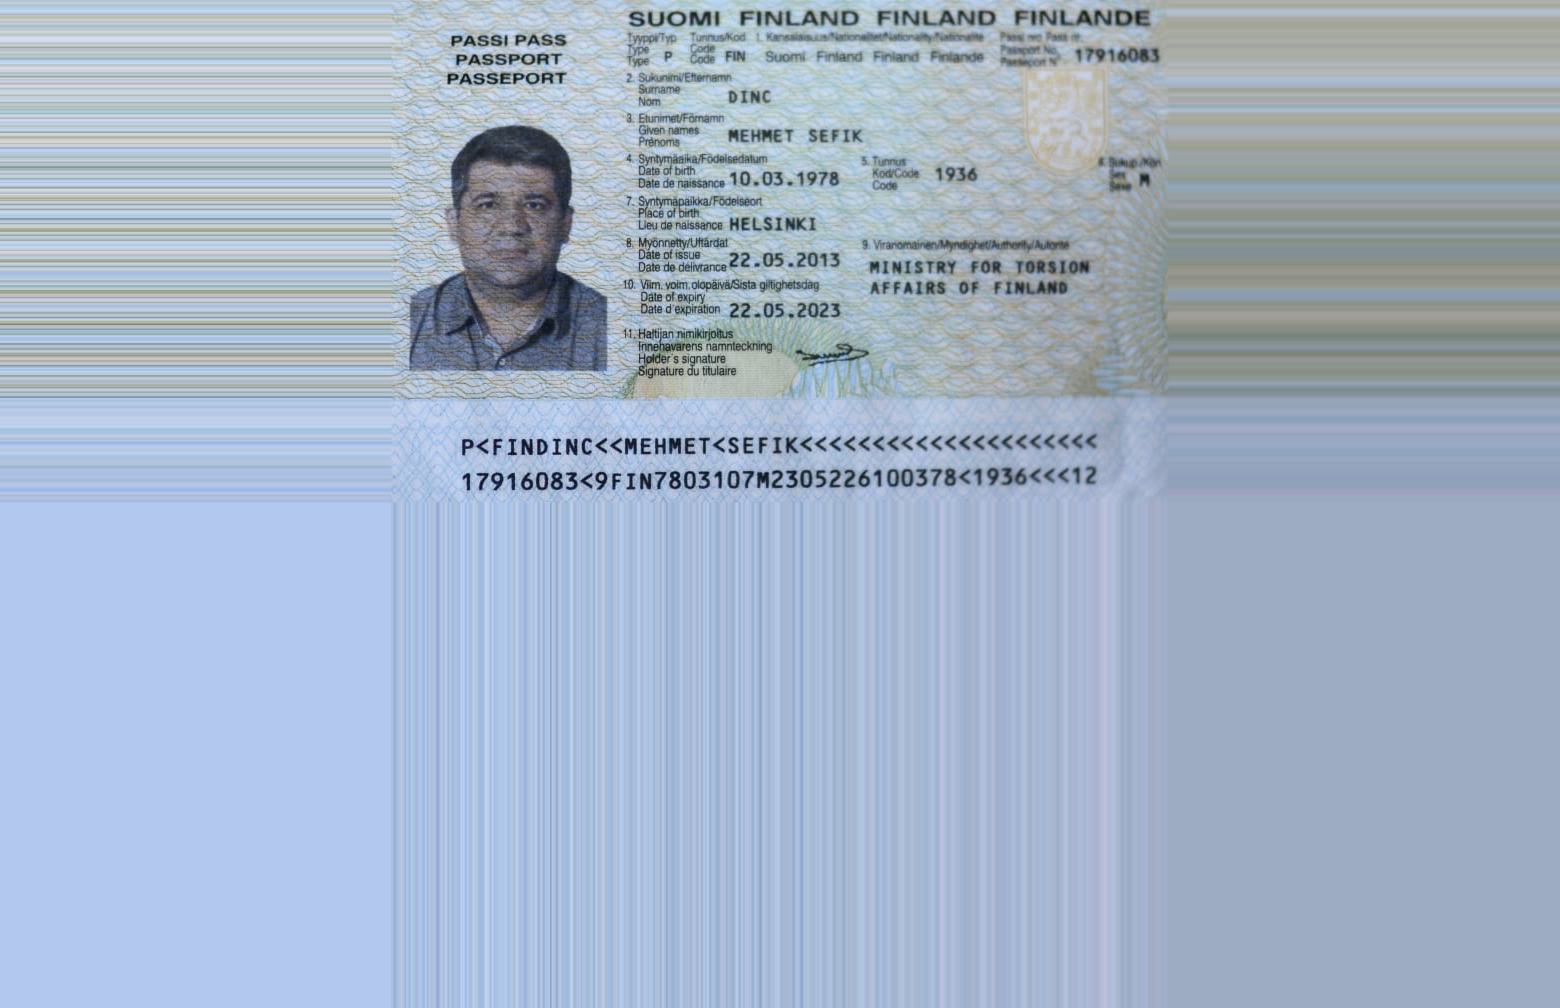 SUOMI FINLAND FINLAND FINLANDE
PASSI PASS
PASSPORT
PASSEPORT
Tyyppi/Typ Tunnus/Kod 1. Kansalaisuus/Nationalitet/Nationality/Nationalité Passi nro Pass nr.
Type P Code FIN Suomi Finland Finland Finlande Passport No. 17916083
Type Code Passeport N°
2. Sukunimi/Efternamn
Surname
Nom
DINC
3. Etunimet/Förnamn
Given names
Prénoms
MEHMET SEFIK
4. Syntymäaika/Födelsedatum
Date of birth
Date de naissance 10.03.1978
5. Tunnus
Kod/Code
Code
1936
Sukup./Kön
Sex
Sexe M
7. Syntymäpaikka/Födelseort
Place of birth
Lieu de naissance HELSINKI
8. Myönnetty/Utfärdat
Date of issue
Date de délivrance 22.05.2013
9. Viranomainen/Myndighet/Authority/Autorité
MINISTRY FOR TORSION
AFFAIRS OF FINLAND
10. Viim. voim. olopäivä/Sista giltighetsdag
Date of expiry
Date d'expiration 22.05.2023
11. Haltijan nimikirjoitus
Innehavarens namnteckning
Holder's signature
Signature du titulaire
P<FINDINC<<MEHMET<SEFIK<<<<<<<<<<<<<<<<<<<<<
17916083<9FIN7803107M2305226100378<1936<<<12